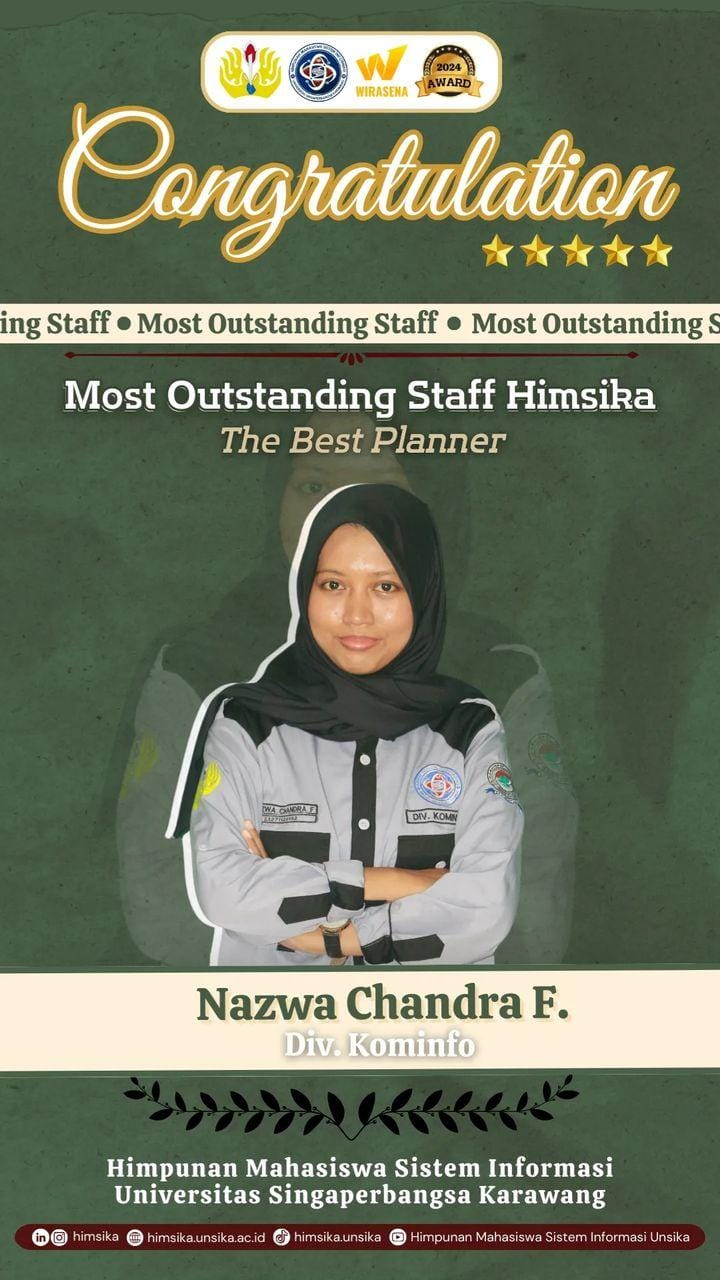 WIRASENA
2024
AWARD
Congratulation
ing Staff • Most Outstanding Staff • Most Outstanding S
Most Outstanding Staff Himsika
The Best Planner
WA CHANDRA F
DIV. KOMIN
Nazwa Chandra F.
Div. Kominfo
Himpunan Mahasiswa Sistem Informasi
Universitas Singaperbangsa Karawang
himsika himsika.unsika.ac.id himsika.unsika Himpunan Mahasiswa Sistem Informasi Unsika